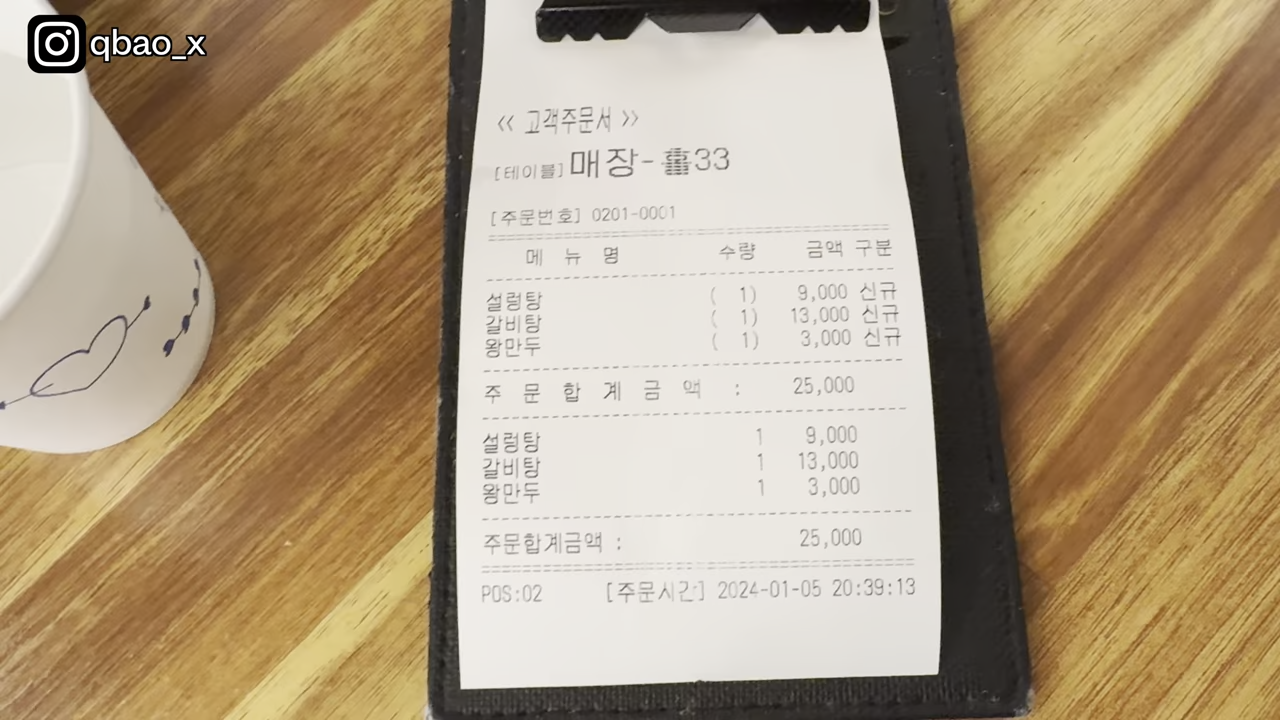 qbao_x
<< 고객주문서 >>
[테이블] 매장-홀33
[주문번호] 0201-0001
메 뉴 명 수량 금액 구분
설렁탕 ( 1) 9,000 신규
갈비탕 ( 1) 13,000 신규
왕만두 ( 1) 3,000 신규
주 문 합 계 금 액 : 25,000
설렁탕 1 9,000
갈비탕 1 13,000
왕만두 1 3,000
주문합계금액 : 25,000
POS:02 [주문시간] 2024-01-05 20:39:13